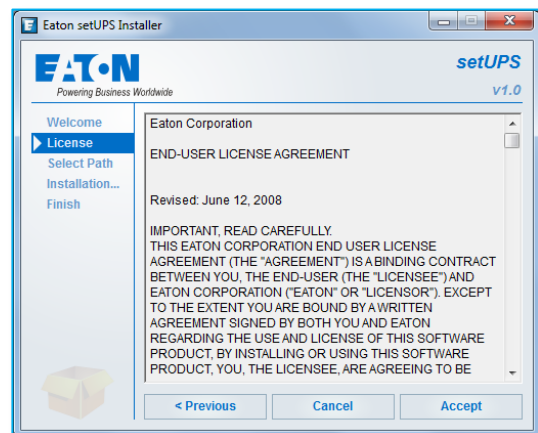 Eaton setUPS Installer
EATON
Powering Business Worldwide
setUPS
v1.0
Welcome
License
Select Path
Installation...
Finish
Eaton Corporation
END-USER LICENSE AGREEMENT
Revised: June 12, 2008
IMPORTANT, READ CAREFULLY.
THIS EATON CORPORATION END USER LICENSE
AGREEMENT (THE "AGREEMENT") IS A BINDING CONTRACT
BETWEEN YOU, THE END-USER (THE "LICENSEE") AND
EATON CORPORATION ("EATON" OR "LICENSOR"). EXCEPT
TO THE EXTENT YOU ARE BOUND BY A WRITTEN
AGREEMENT SIGNED BY BOTH YOU AND EATON
REGARDING THE USE AND LICENSE OF THIS SOFTWARE
PRODUCT, BY INSTALLING OR USING THIS SOFTWARE
PRODUCT, YOU, THE LICENSEE, ARE AGREEING TO BE
< Previous
Cancel
Accept